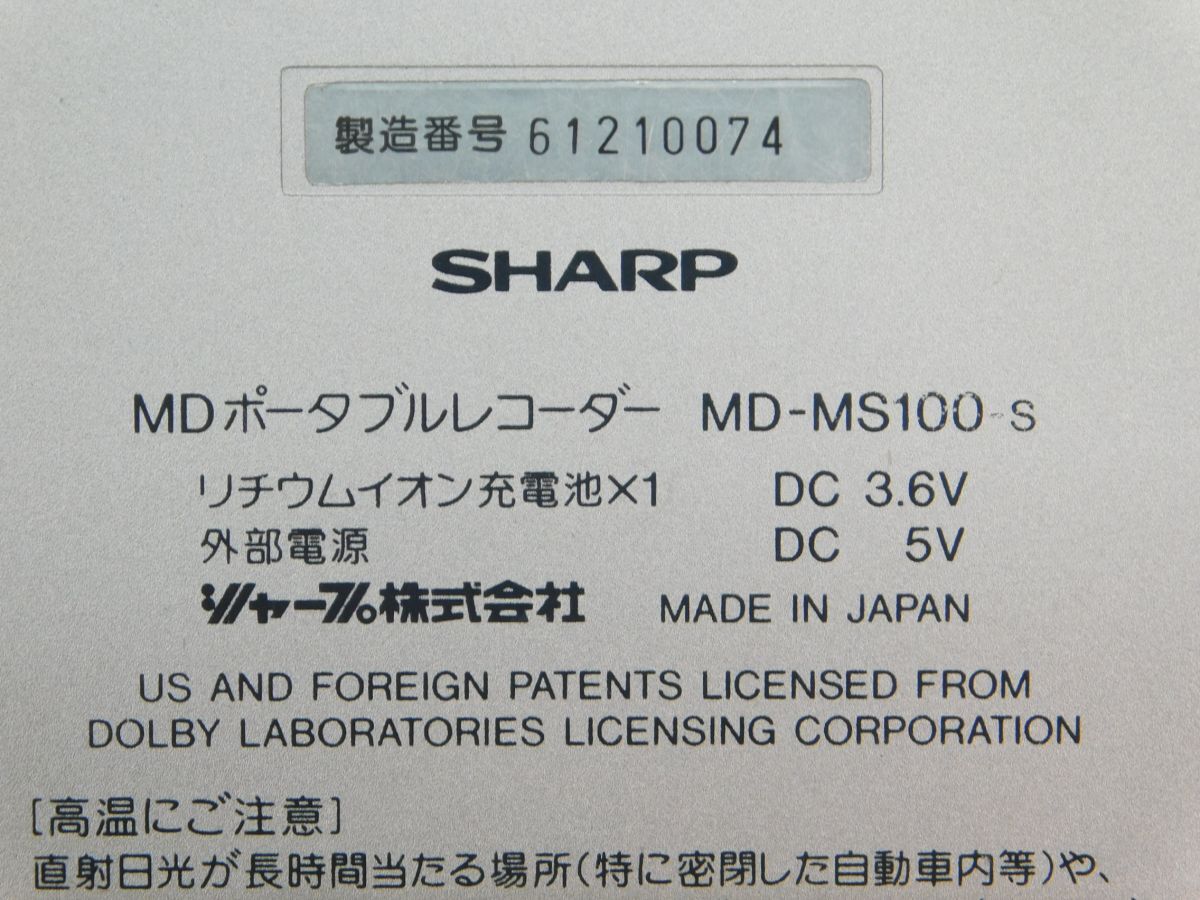 製造番号 61210074
SHARP
MDポータブルレコーダー MD-MS100-S
リチウムイオン充電池×1 DC 3.6V
外部電源 DC 5V
シャープ株式会社 MADE IN JAPAN
US AND FOREIGN PATENTS LICENSED FROM
DOLBY LABORATORIES LICENSING CORPORATION
[高温にご注意]
直射日光が長時間当たる場所(特に密閉した自動車内等)や、